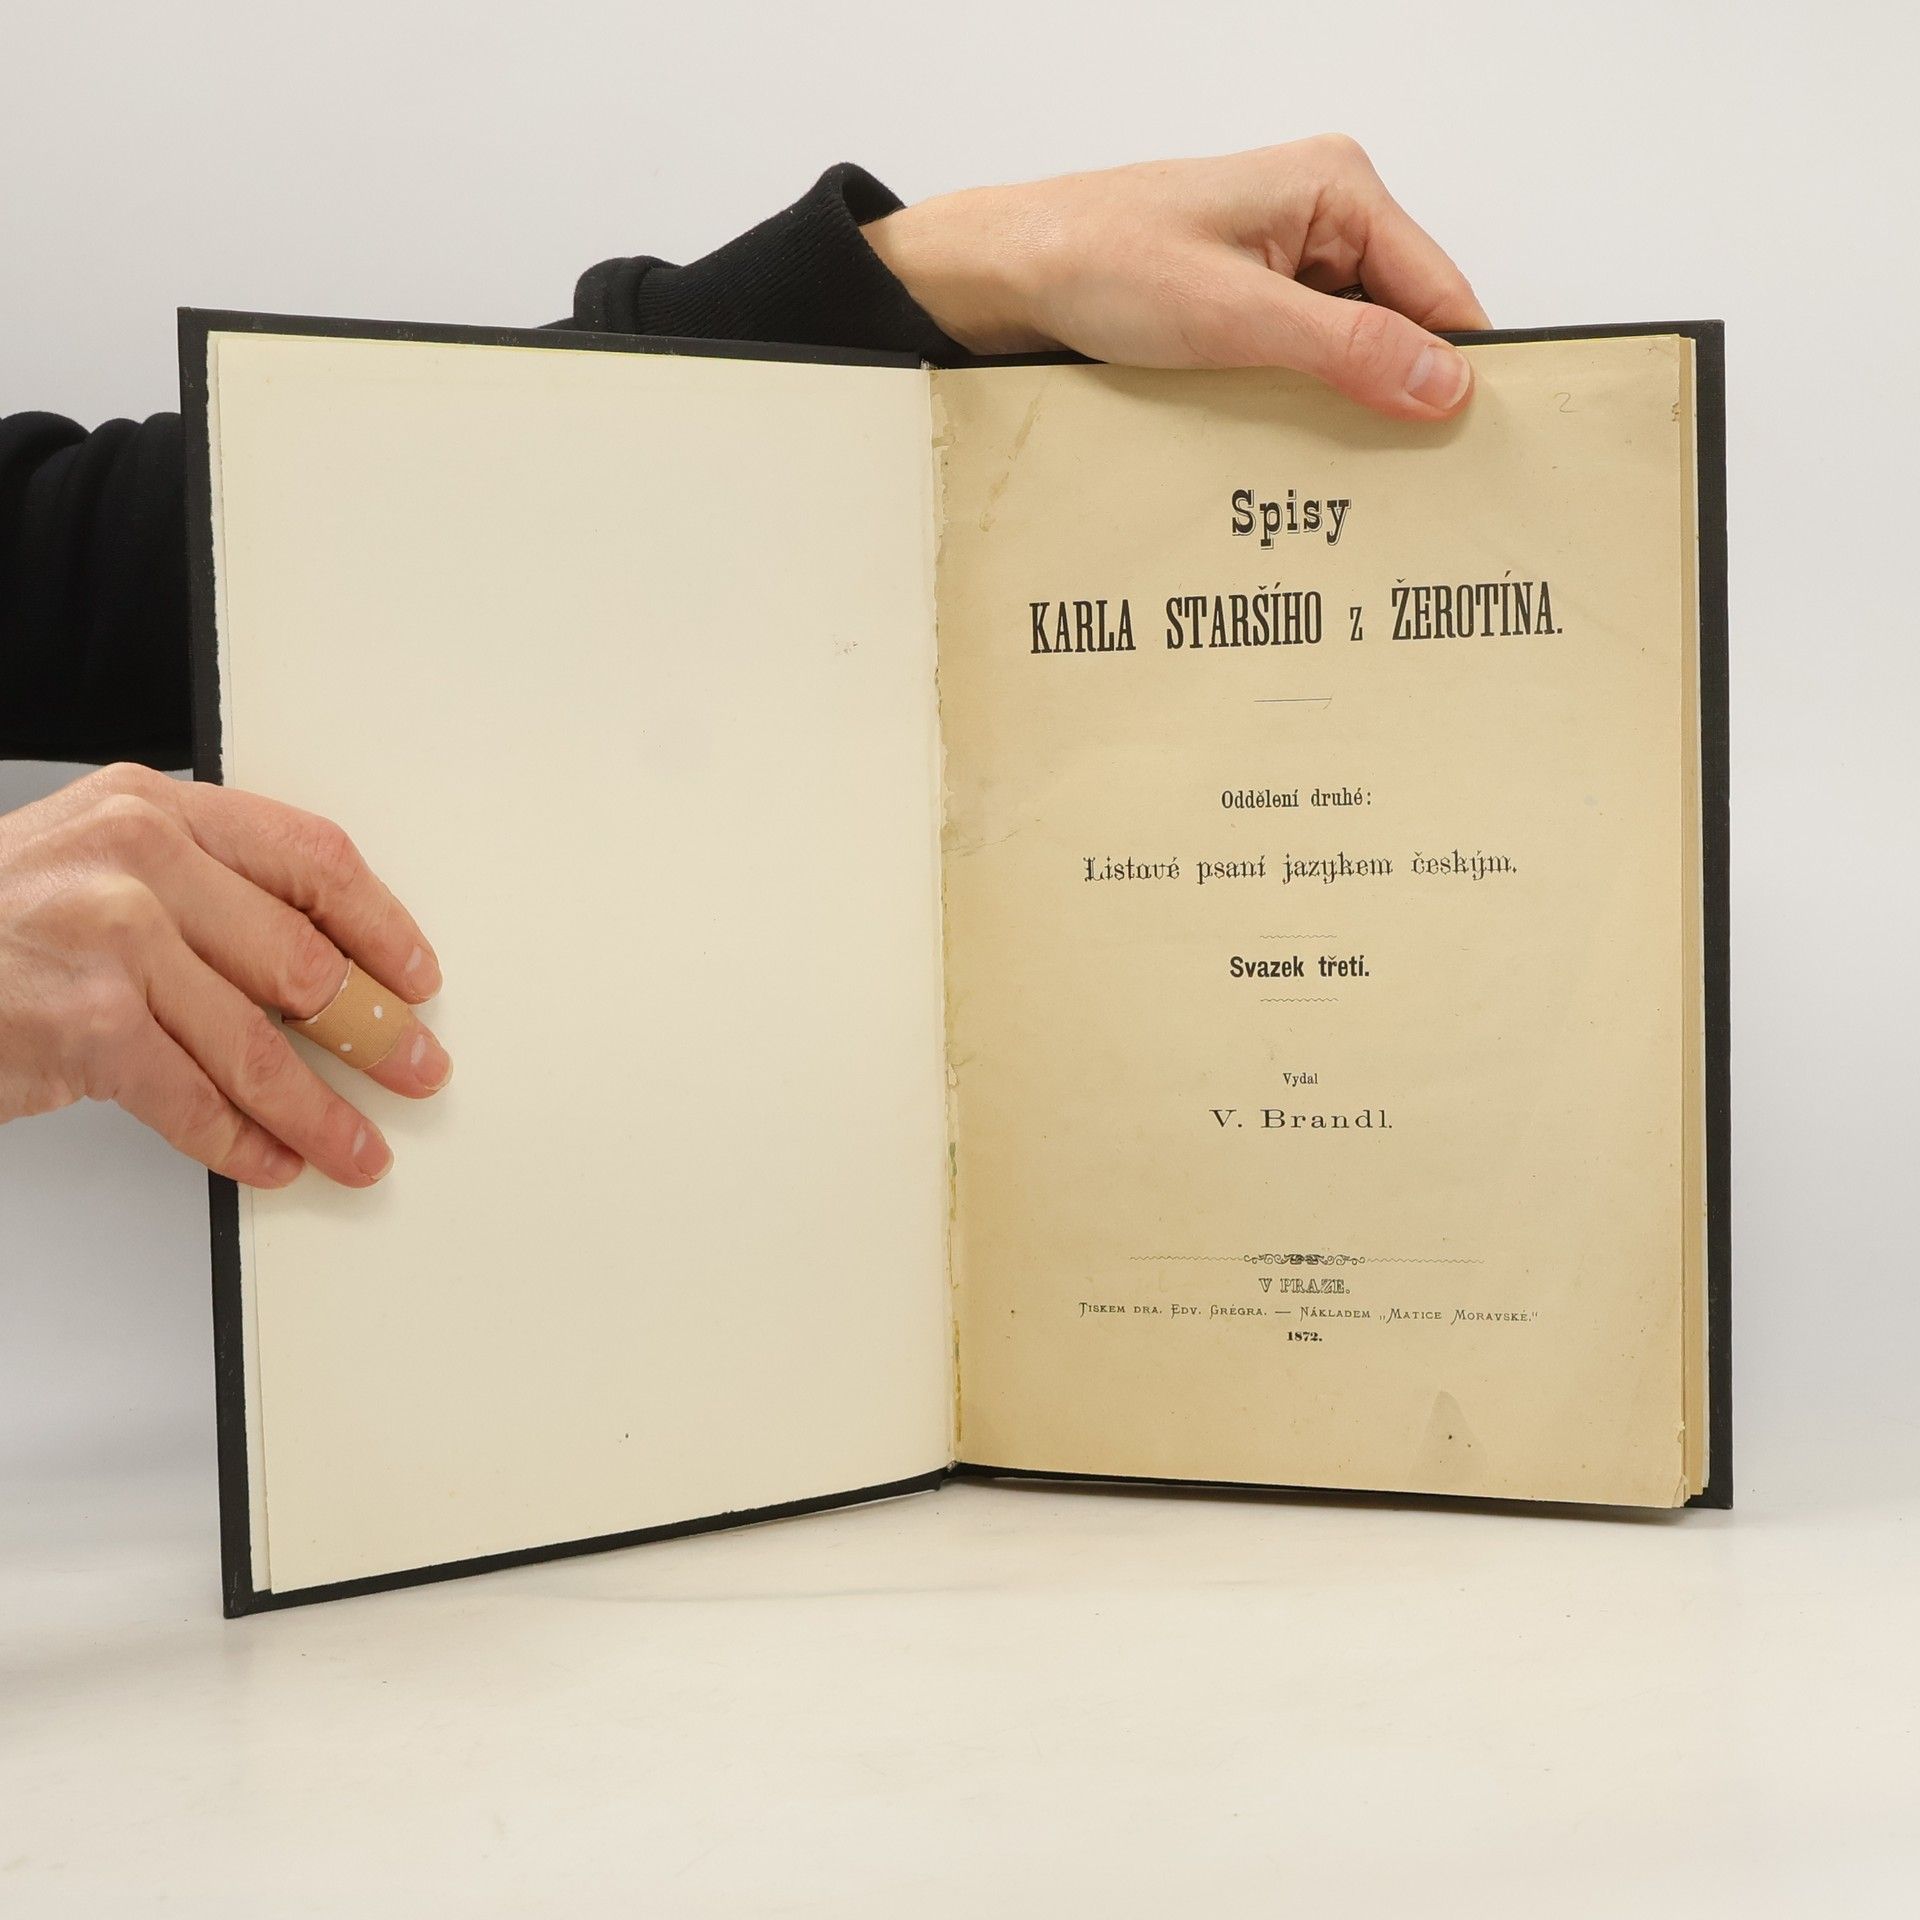 2
Spisy
KARLA STARŠÍHO z ŽEROTÍNA.
Oddělení druhé:
Listové psaní jazykem českým.
Svazek třetí.
Vydal
V. Brandl.
V PRAZE.
Tiskem dra. Edv. Grégra. — Nákladem „Matice Moravské.“
1872.